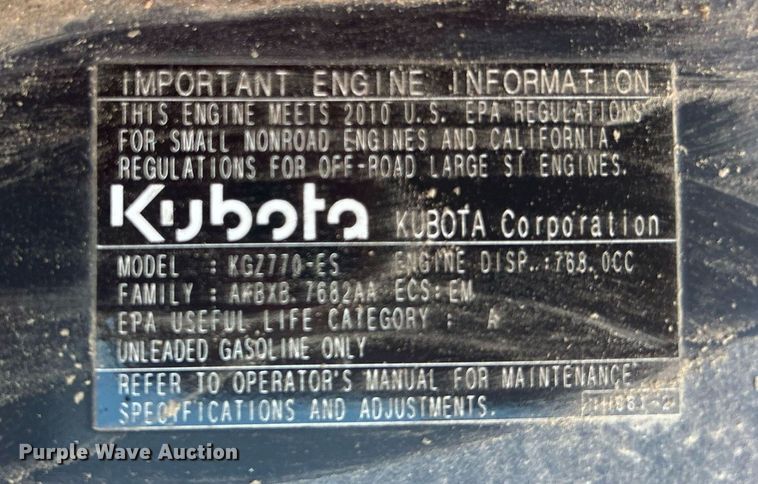 IMPORTANT ENGINE INFORMATION
THIS ENGINE MEETS 2010 U.S. EPA REGULATIONS
FOR SMALL NONROAD ENGINES AND CALIFORNIA
REGULATIONS FOR OFF-ROAD LARGE SI ENGINES.
Kubota KUBOTA Corporation
MODEL : KGZ770-ES ENGINE DISP.:768.0CC
FAMILY : AKBXB.7682AA ECS:EM
EPA USEFUL LIFE CATEGORY : A
UNLEADED GASOLINE ONLY
REFER TO OPERATOR'S MANUAL FOR MAINTENANCE
SPECIFICATIONS AND ADJUSTMENTS.
Purple Wave Auction